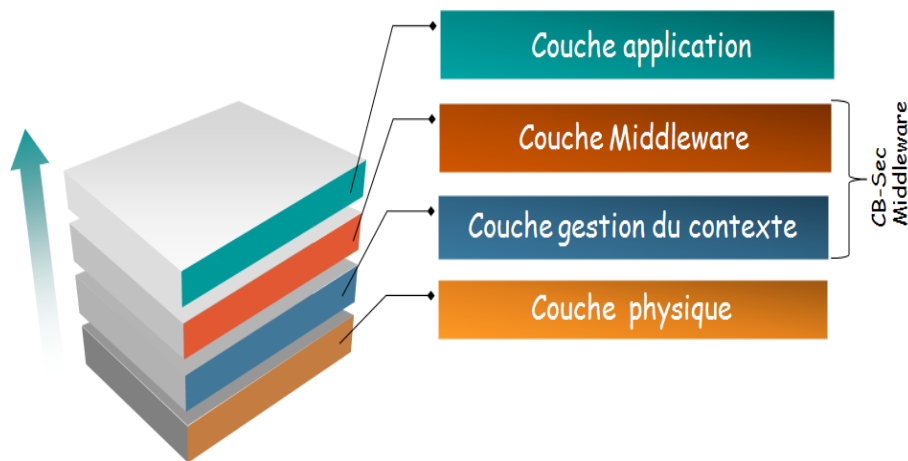 Couche application
Couche Middleware
Couche gestion du contexte
Couche physique
CB-Sec
Middleware